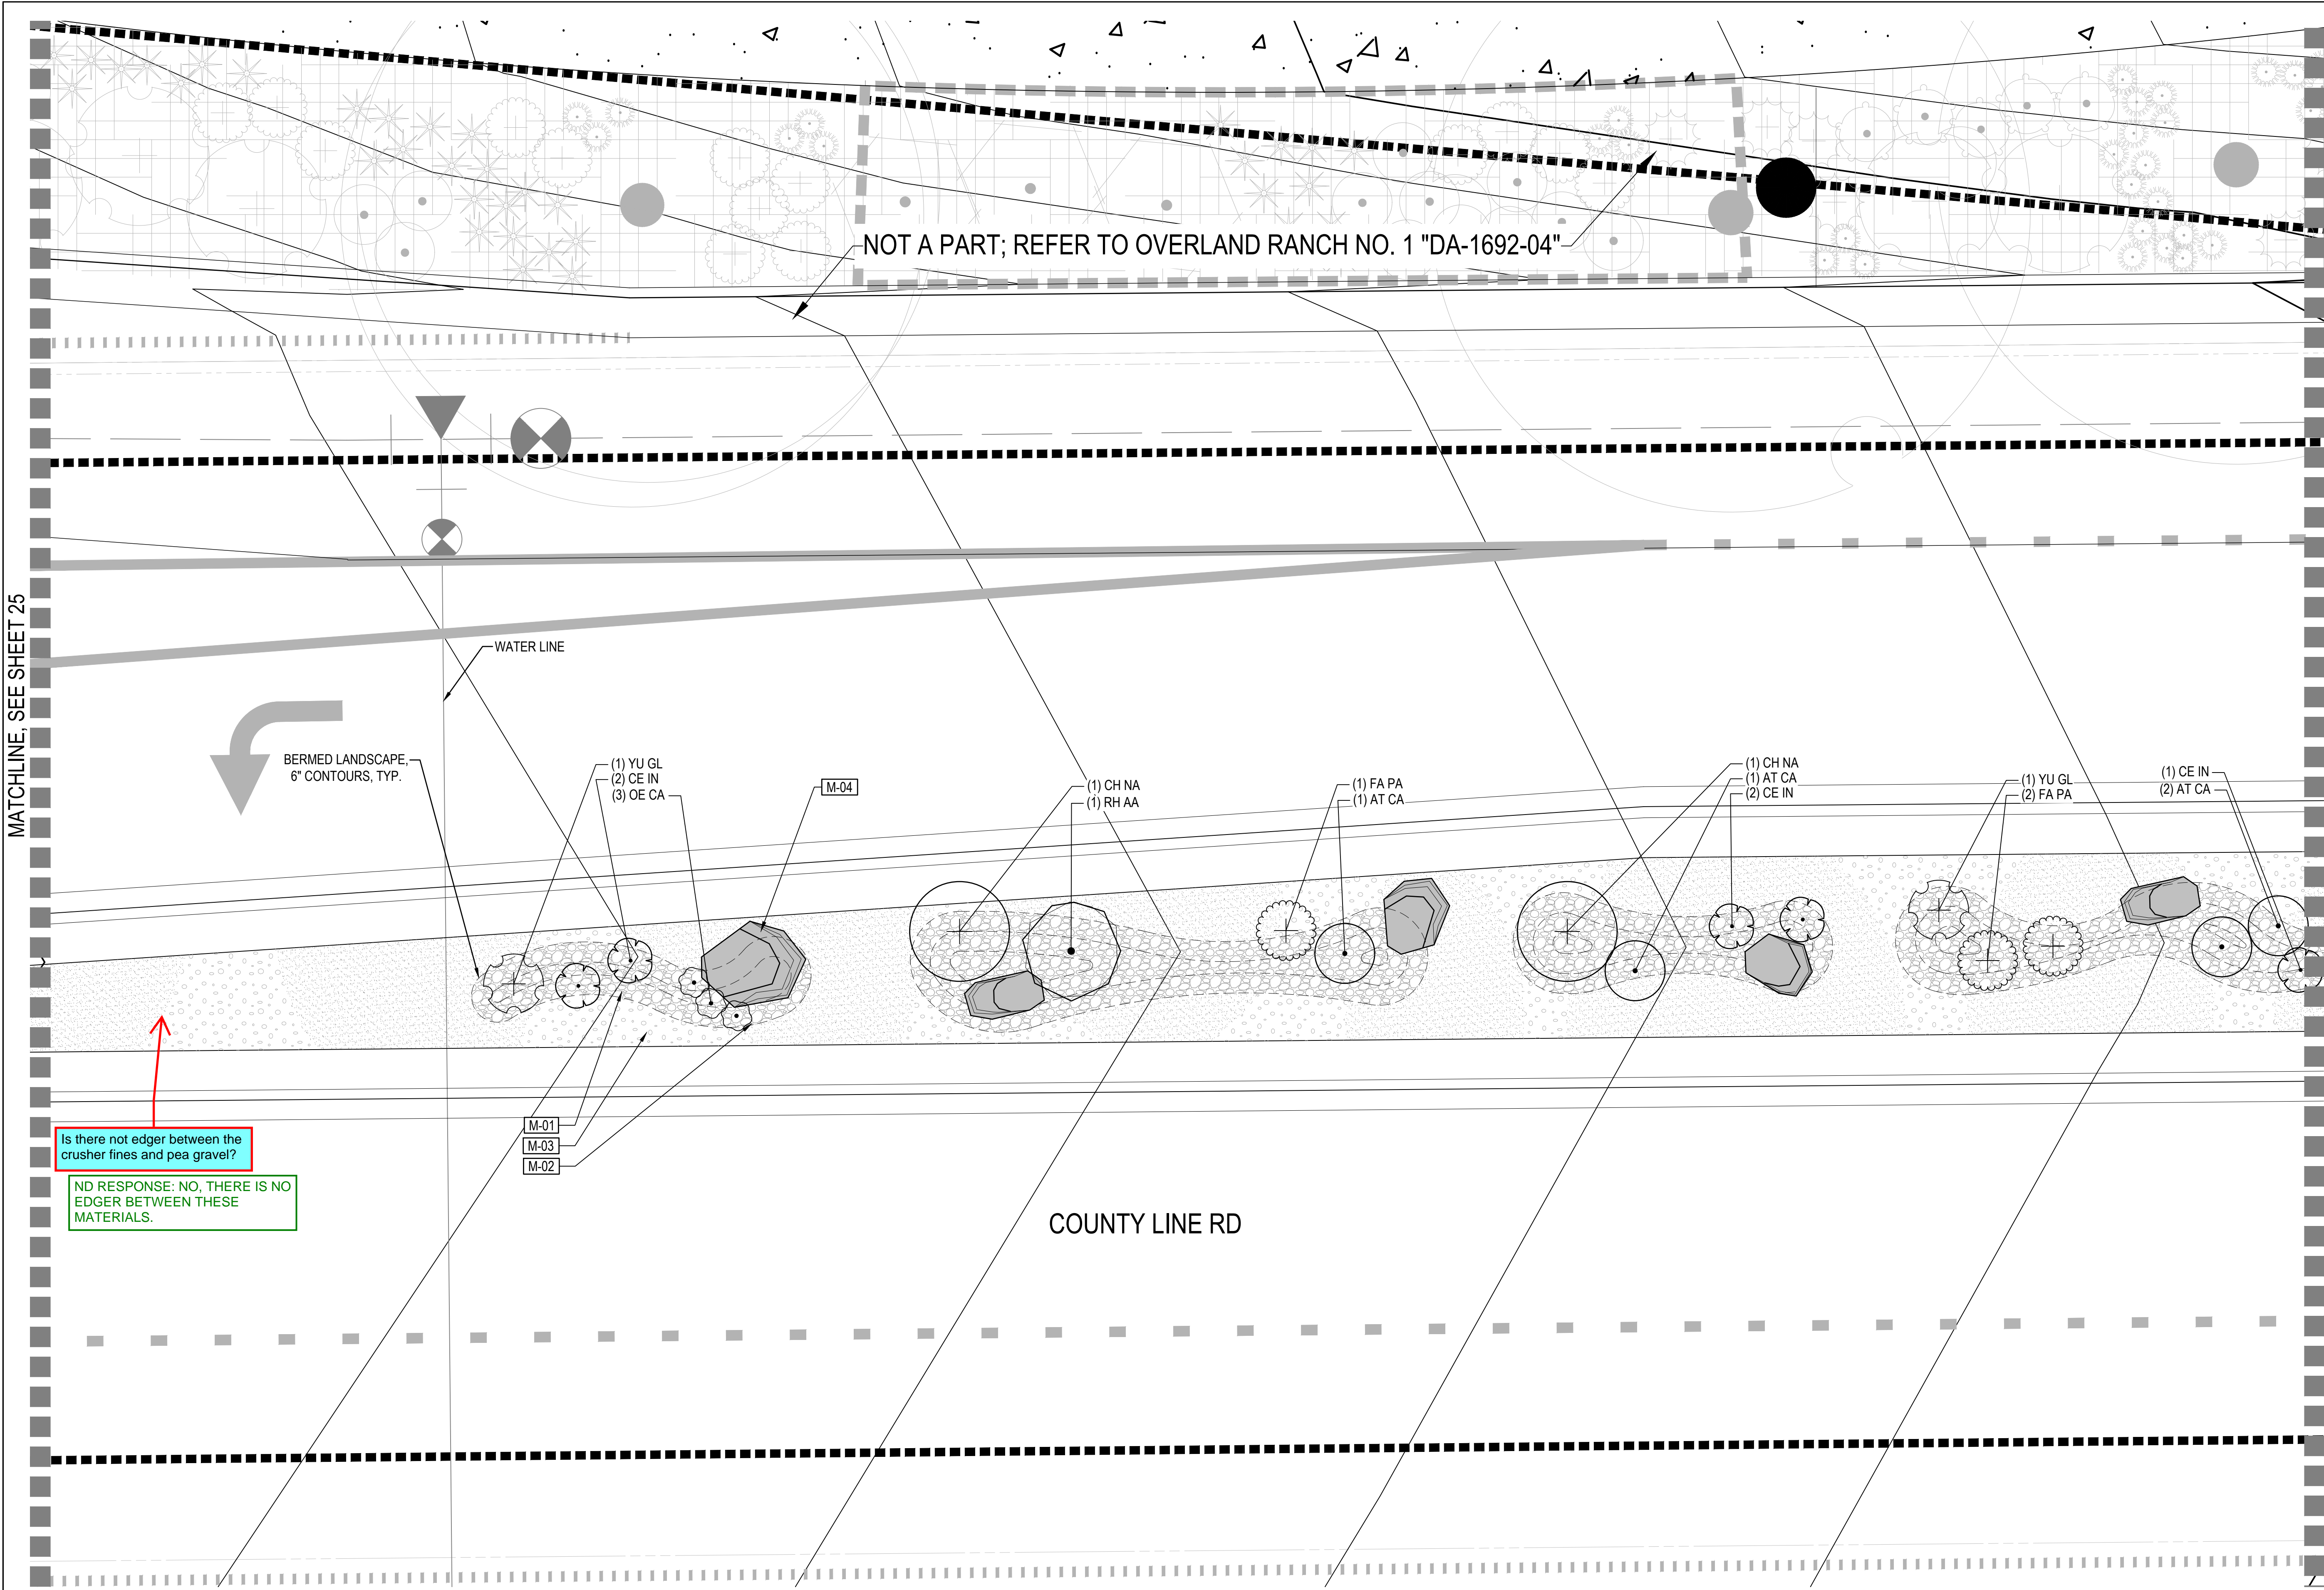 NOT A PART; REFER TO OVERLAND RANCH NO. 1 "DA-1692-04"
MATCHLINE, SEE SHEET 25
WATER LINE
BERMED LANDSCAPE,
6" CONTOURS, TYP.
(1) YU GL
(2) CE IN
(3) OE CA
M-04
(1) CH NA
(1) RH AA
(1) FA PA
(1) AT CA
(1) CH NA
(1) AT CA
(2) CE IN
(1) YU GL
(2) FA PA
(1) CE IN
(2) AT CA
M-01
M-03
M-02
Is there not edger between the
crusher fines and pea gravel?
ND RESPONSE: NO, THERE IS NO
EDGER BETWEEN THESE
MATERIALS.
COUNTY LINE RD